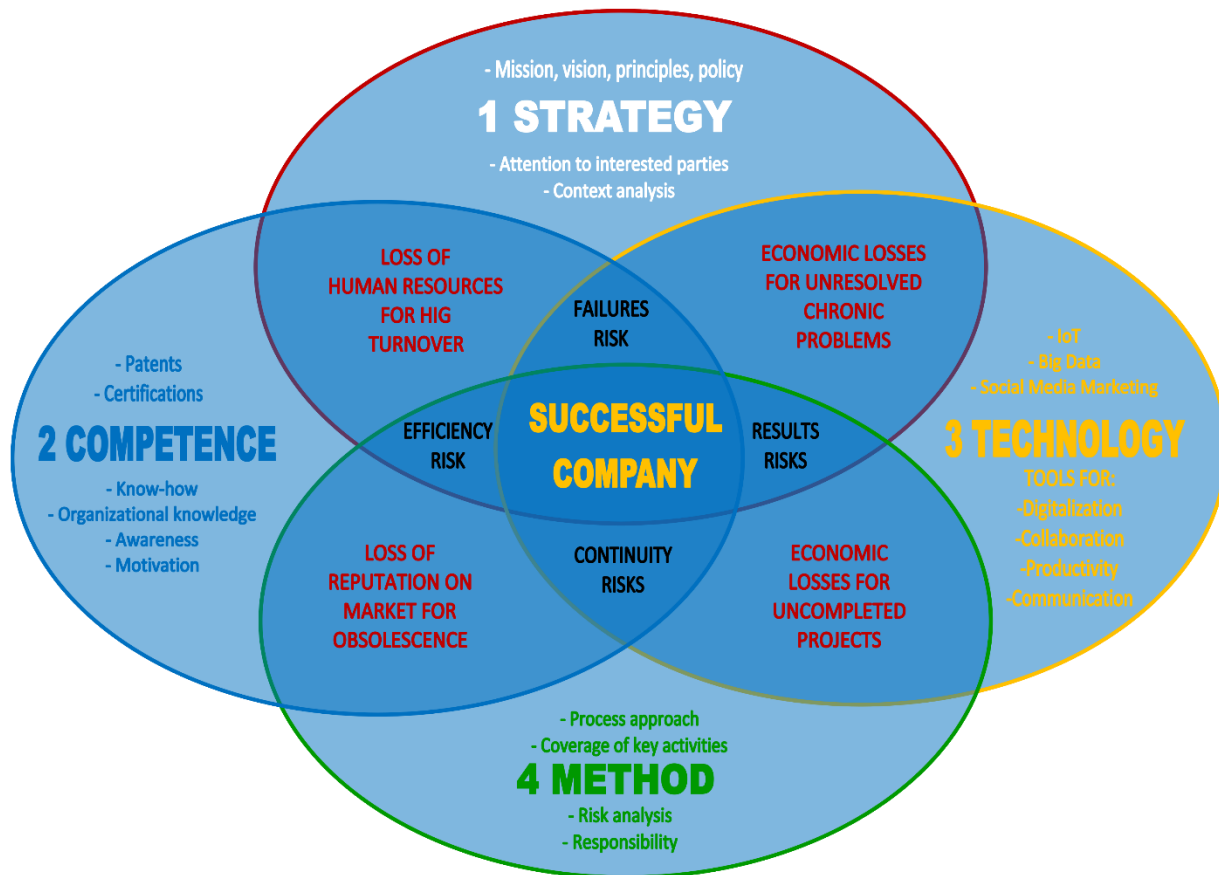 - Mission, vision, principles, policy
1 STRATEGY
- Attention to interested parties
- Context analysis
LOSS OF
HUMAN RESOURCES
FOR HIG
TURNOVER
FAILURES
RISK
ECONOMIC LOSSES
FOR UNRESOLVED
CHRONIC
PROBLEMS
- Patents
- Certifications
2 COMPETENCE
- Know-how
- Organizational knowledge
- Awareness
- Motivation
EFFICIENCY
RISK
SUCCESSFUL
COMPANY
RESULTS
RISKS
- IoT
- Big Data
- Social Media Marketing
3 TECHNOLOGY
TOOLS FOR:
-Digitalization
-Collaboration
-Productivity
-Communication
LOSS OF
REPUTATION ON
MARKET FOR
OBSOLESCENCE
CONTINUITY
RISKS
ECONOMIC
LOSSES FOR
UNCOMPLETED
PROJECTS
- Process approach
- Coverage of key activities
4 METHOD
- Risk analysis
- Responsibility